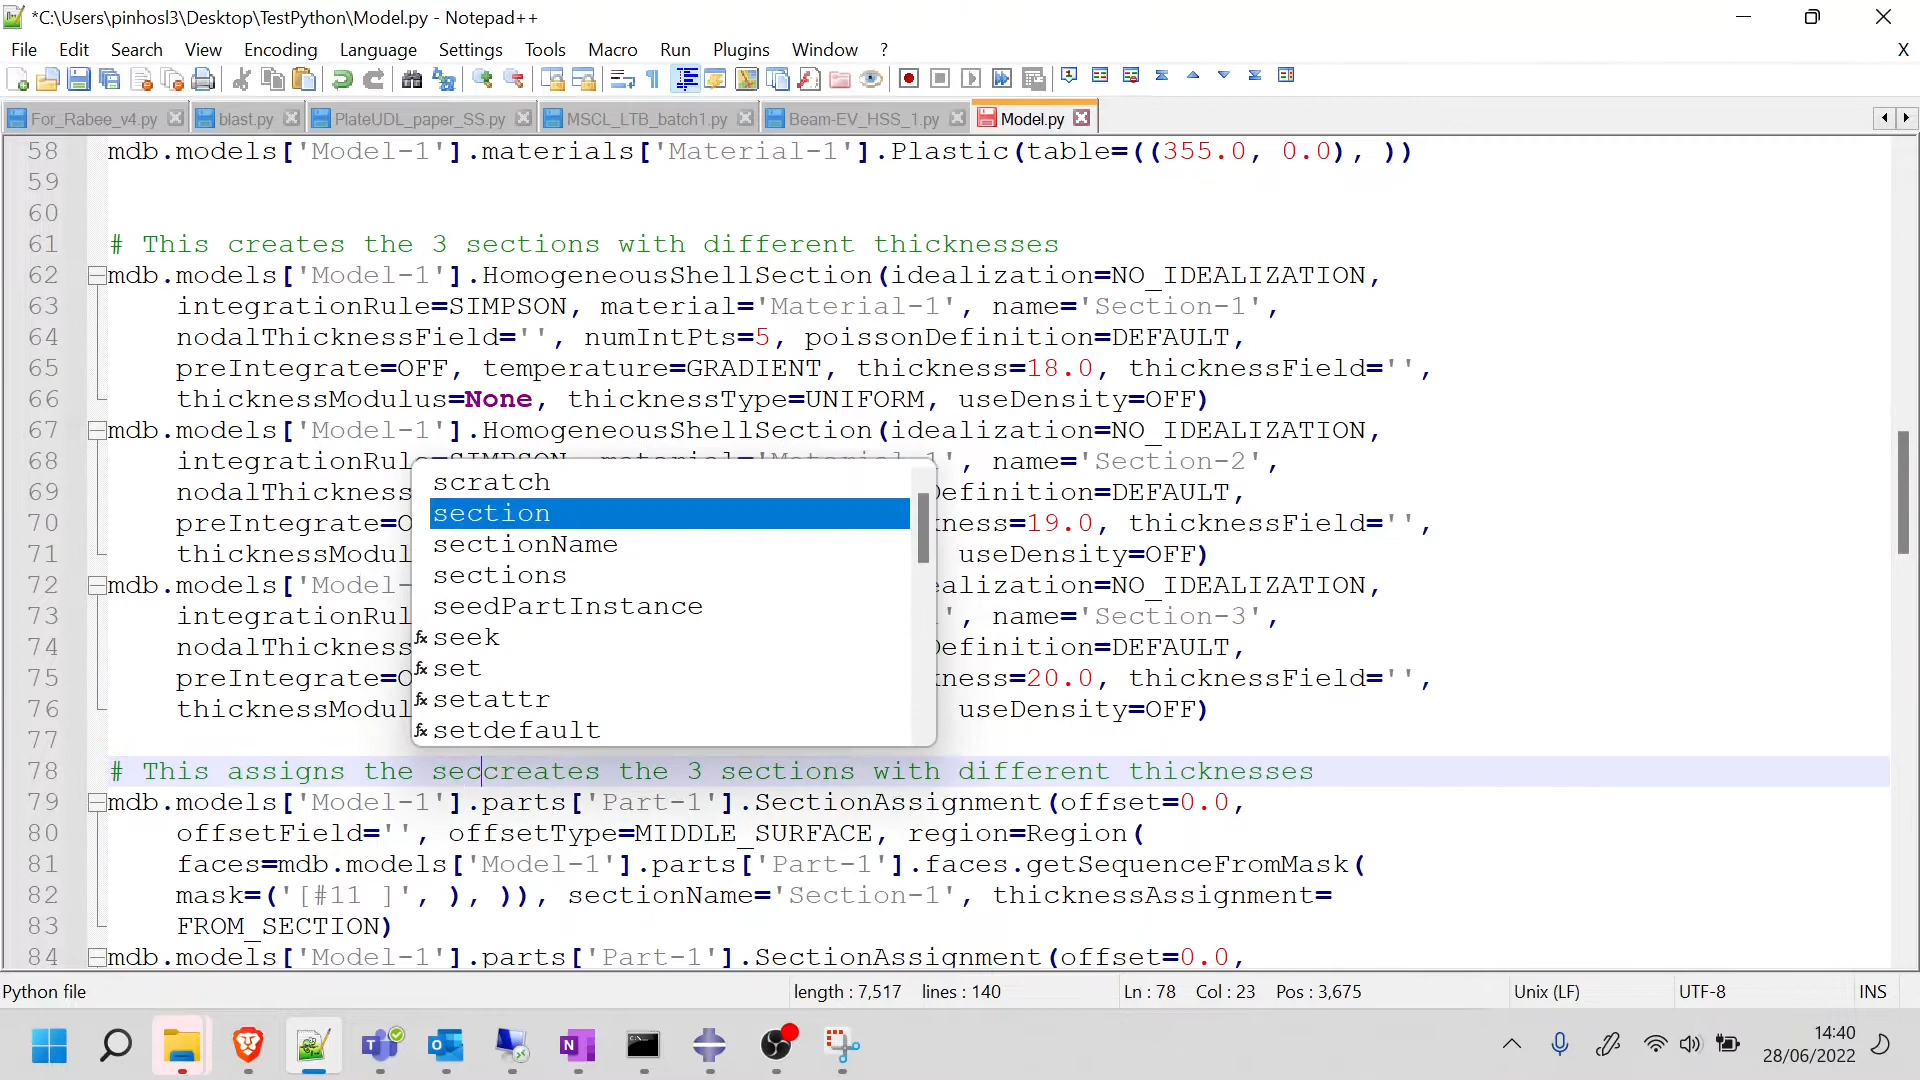 *C:\Users\pinhosl3\Desktop\TestPython\Model.py - Notepad++
File Edit Search View Encoding Language Settings Tools Macro Run Plugins Window ? X
For_Rabee_v4.py blast.py PlateUDL_paper_SS.py MSCL_LTB_batch1.py Beam-EV_HSS_1.py Model.py
58 mdb.models['Model-1'].materials['Material-1'].Plastic(table=((355.0, 0.0), ))
59
60
61 # This creates the 3 sections with different thicknesses
62 mdb.models['Model-1'].HomogeneousShellSection(idealization=NO_IDEALIZATION,
63 integrationRule=SIMPSON, material='Material-1', name='Section-1',
64 nodalThicknessField='', numIntPts=5, poissonDefinition=DEFAULT,
65 preIntegrate=OFF, temperature=GRADIENT, thickness=18.0, thicknessField='',
66 thicknessModulus=None, thicknessType=UNIFORM, useDensity=OFF)
67 mdb.models['Model-1'].HomogeneousShellSection(idealization=NO_IDEALIZATION,
68 integrationRule=SIMPSON, material='Material-1', name='Section-2',
69 nodalThickness Definition=DEFAULT,
70 preIntegrate=O ness=19.0, thicknessField='',
71 thicknessModul useDensity=OFF)
72 mdb.models['Model- ealization=NO_IDEALIZATION,
73 integrationRul ', name='Section-3',
74 nodalThickness Definition=DEFAULT,
75 preIntegrate=O ness=20.0, thicknessField='',
76 thicknessModul useDensity=OFF)
scratch
section
sectionName
sections
seedPartInstance
seek
set
setattr
setdefault
77
78 # This assigns the seccreates the 3 sections with different thicknesses
79 mdb.models['Model-1'].parts['Part-1'].SectionAssignment(offset=0.0,
80 offsetField='', offsetType=MIDDLE_SURFACE, region=Region(
81 faces=mdb.models['Model-1'].parts['Part-1'].faces.getSequenceFromMask(
82 mask=('[#11 ]', ), )), sectionName='Section-1', thicknessAssignment=
83 FROM_SECTION)
84 mdb.models['Model-1'].parts['Part-1'].SectionAssignment(offset=0.0,
Python file length : 7,517 lines : 140 Ln : 78 Col : 23 Pos : 3,675 Unix (LF) UTF-8 INS
14:40
28/06/2022